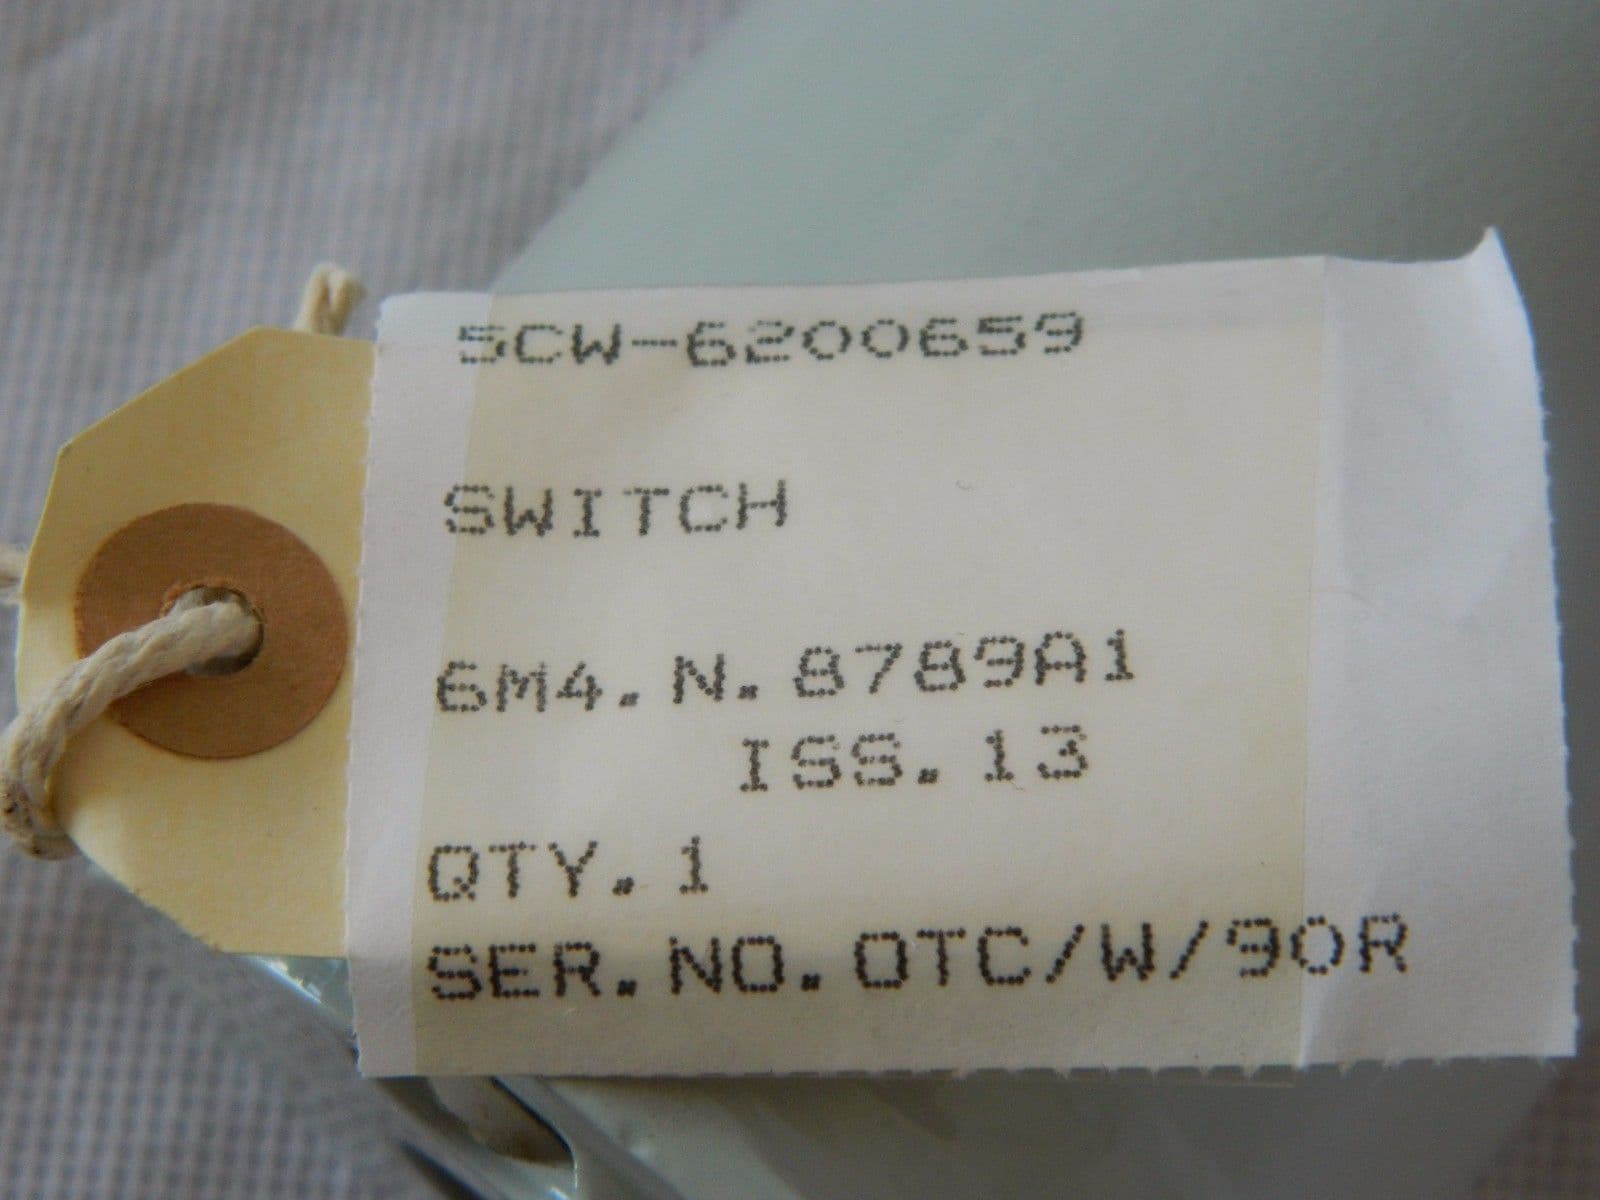 5CW-6200659
SWITCH
6M4.N.8789A1
ISS.13
QTY.1
SER.NO.OTC/W/90R